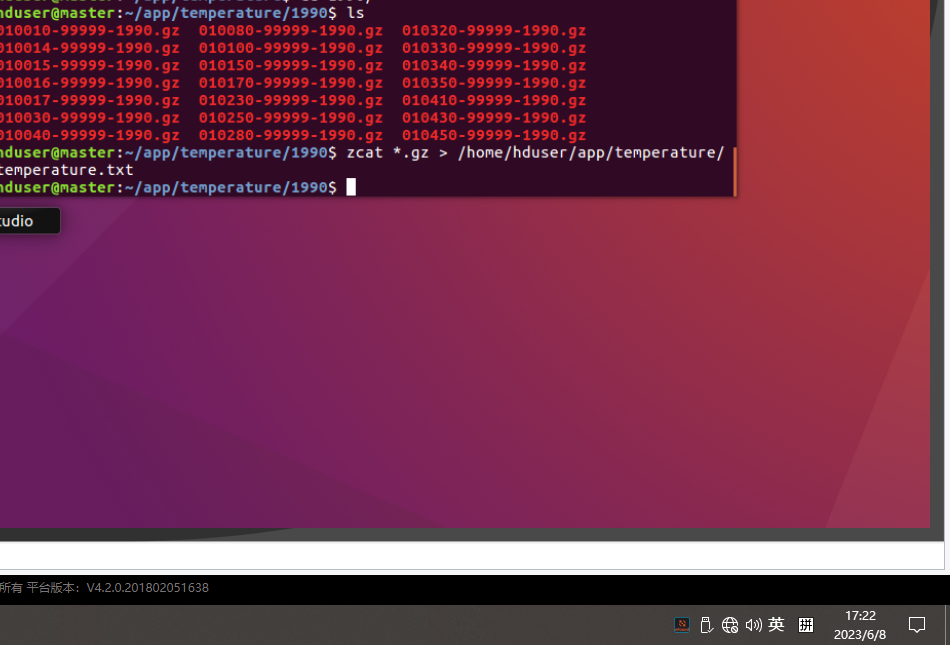 hduser@master:~/app/temperature/1990$ ls
010010-99999-1990.gz 010080-99999-1990.gz 010320-99999-1990.gz
010014-99999-1990.gz 010100-99999-1990.gz 010330-99999-1990.gz
010015-99999-1990.gz 010150-99999-1990.gz 010340-99999-1990.gz
010016-99999-1990.gz 010170-99999-1990.gz 010350-99999-1990.gz
010017-99999-1990.gz 010230-99999-1990.gz 010410-99999-1990.gz
010030-99999-1990.gz 010250-99999-1990.gz 010430-99999-1990.gz
010040-99999-1990.gz 010280-99999-1990.gz 010450-99999-1990.gz
hduser@master:~/app/temperature/1990$ zcat *.gz > /home/hduser/app/temperature/
temperature.txt
hduser@master:~/app/temperature/1990$
tudio
所有 平台版本：V4.2.0.201802051638
英 拼
17:22
2023/6/8